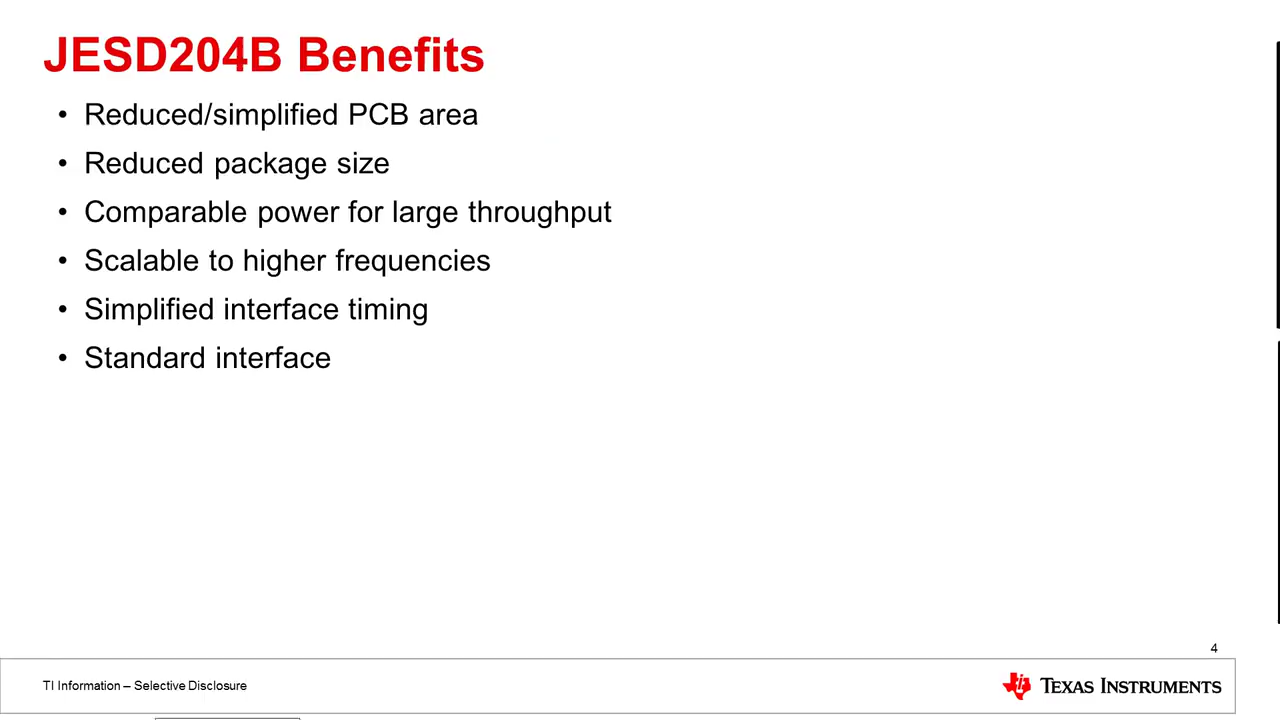 JESD204B Benefits
• Reduced/simplified PCB area
• Reduced package size
• Comparable power for large throughput
• Scalable to higher frequencies
• Simplified interface timing
• Standard interface
4
TI Information – Selective Disclosure
TEXAS INSTRUMENTS